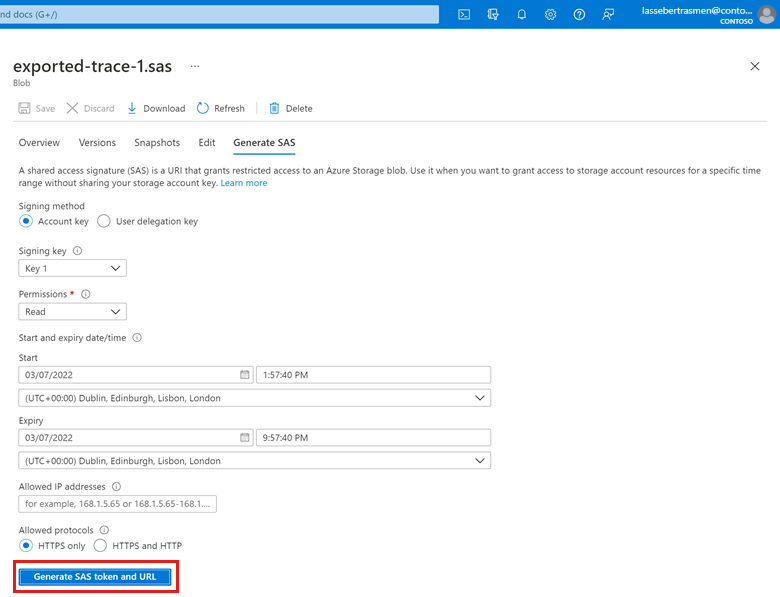 nd docs (G+/)
lassebertrasmen@conto...
CONTOSO
exported-trace-1.sas ...
Blob
Save Discard Download Refresh Delete
Overview Versions Snapshots Edit Generate SAS
A shared access signature (SAS) is a URI that grants restricted access to an Azure Storage blob. Use it when you want to grant access to storage account resources for a specific time
range without sharing your storage account key. Learn more
Signing method
Account key User delegation key
Signing key
Key 1
Permissions *
Read
Start and expiry date/time
Start
03/07/2022 1:57:40 PM
(UTC+00:00) Dublin, Edinburgh, Lisbon, London
Expiry
03/07/2022 9:57:40 PM
(UTC+00:00) Dublin, Edinburgh, Lisbon, London
Allowed IP addresses
for example, 168.1.5.65 or 168.1.5.65-168.1....
Allowed protocols
HTTPS only HTTPS and HTTP
Generate SAS token and URL